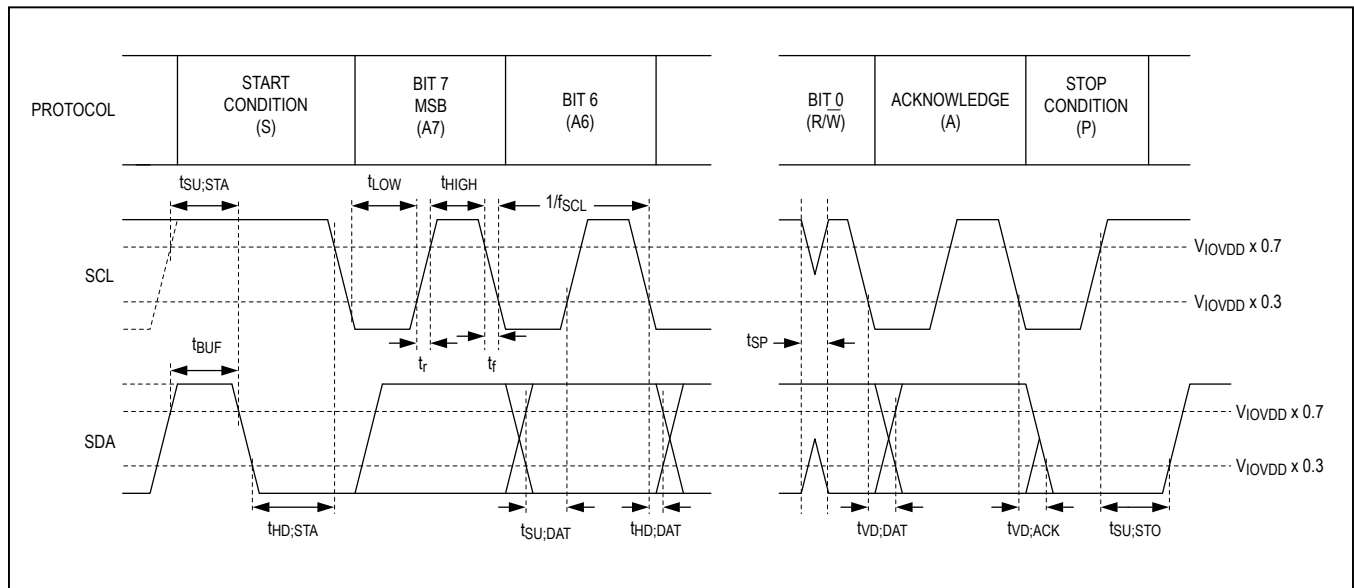 PROTOCOL
START
CONDITION
(S)
BIT 7
MSB
(A7)
BIT 6
(A6)
BIT 0
(R/W̅)
ACKNOWLEDGE
(A)
STOP
CONDITION
(P)
tSU;STA
tLOW
tHIGH
1/fSCL
SCL
VIOVDD x 0.7
VIOVDD x 0.3
tBUF
tr
tf
tSP
SDA
VIOVDD x 0.7
VIOVDD x 0.3
tHD;STA
tSU;DAT
tHD;DAT
tVD;DAT
tVD;ACK
tSU;STO